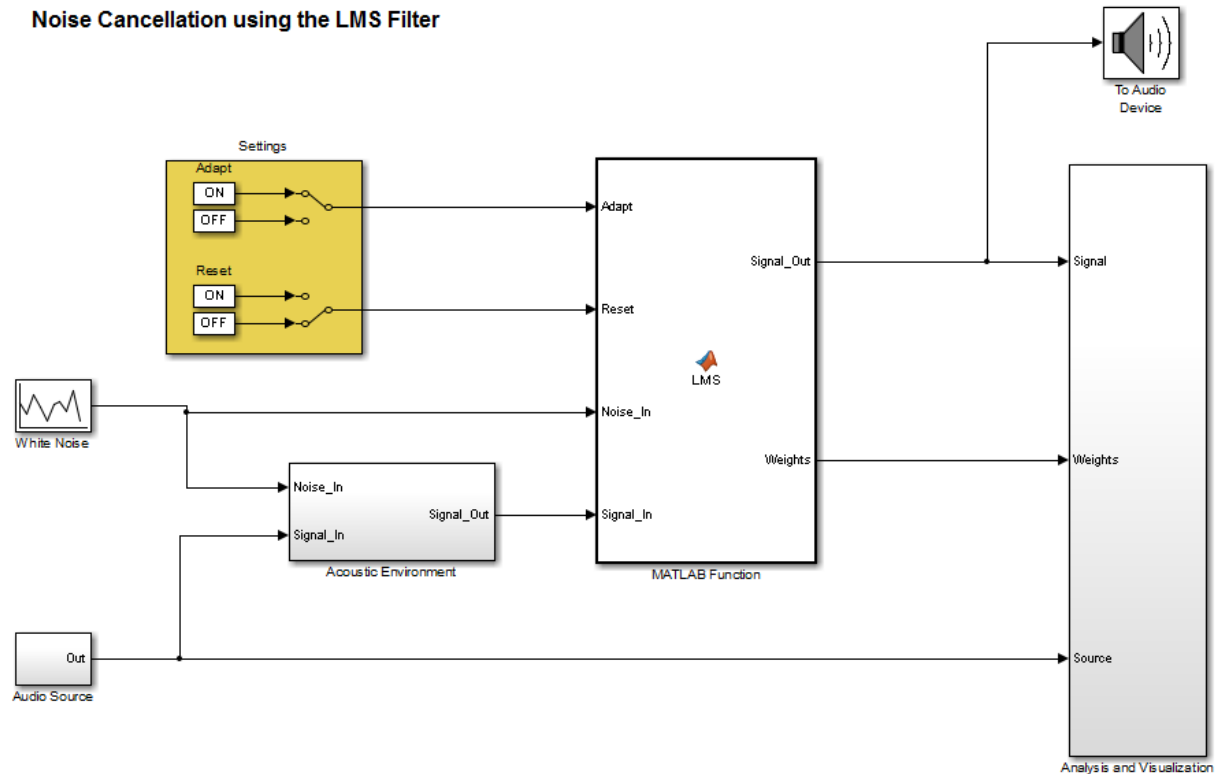 Noise Cancellation using the LMS Filter
To Audio
Device
Settings
Adapt
ON
OFF
Reset
ON
OFF
Adapt
Reset
Noise_In
Signal_In
LMS
Signal_Out
Weights
MATLAB Function
White Noise
Noise_In
Signal_In
Signal_Out
Acoustic Environment
Out
Audio Source
Signal
Weights
Source
Analysis and Visualization